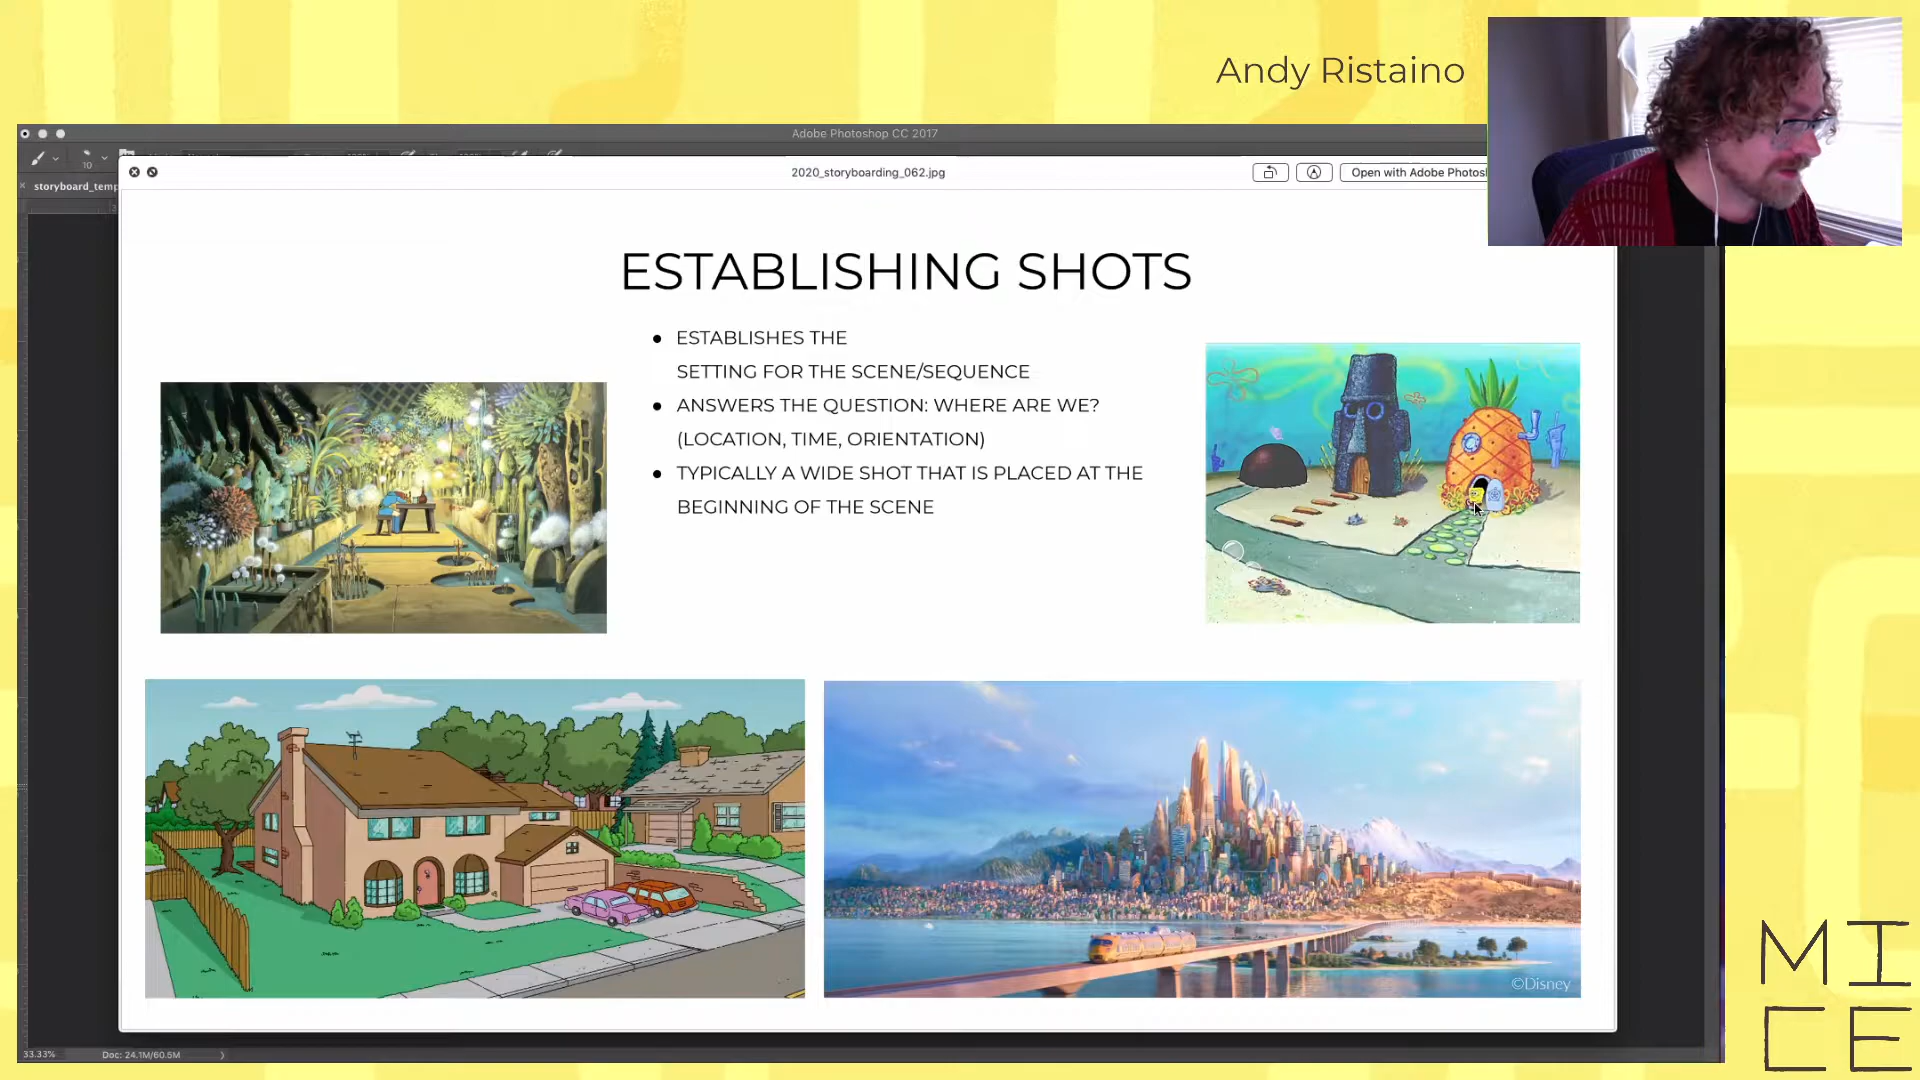 Andy Ristaino
Adobe Photoshop CC 2017
10
2020_storyboarding_062.jpg
Open with Adobe Photos
storyboard_temp
ESTABLISHING SHOTS
● ESTABLISHES THE
SETTING FOR THE SCENE/SEQUENCE
● ANSWERS THE QUESTION: WHERE ARE WE?
(LOCATION, TIME, ORIENTATION)
● TYPICALLY A WIDE SHOT THAT IS PLACED AT THE
BEGINNING OF THE SCENE
©Disney
MI
CE
33.33%
Doc: 24.1M/60.5M